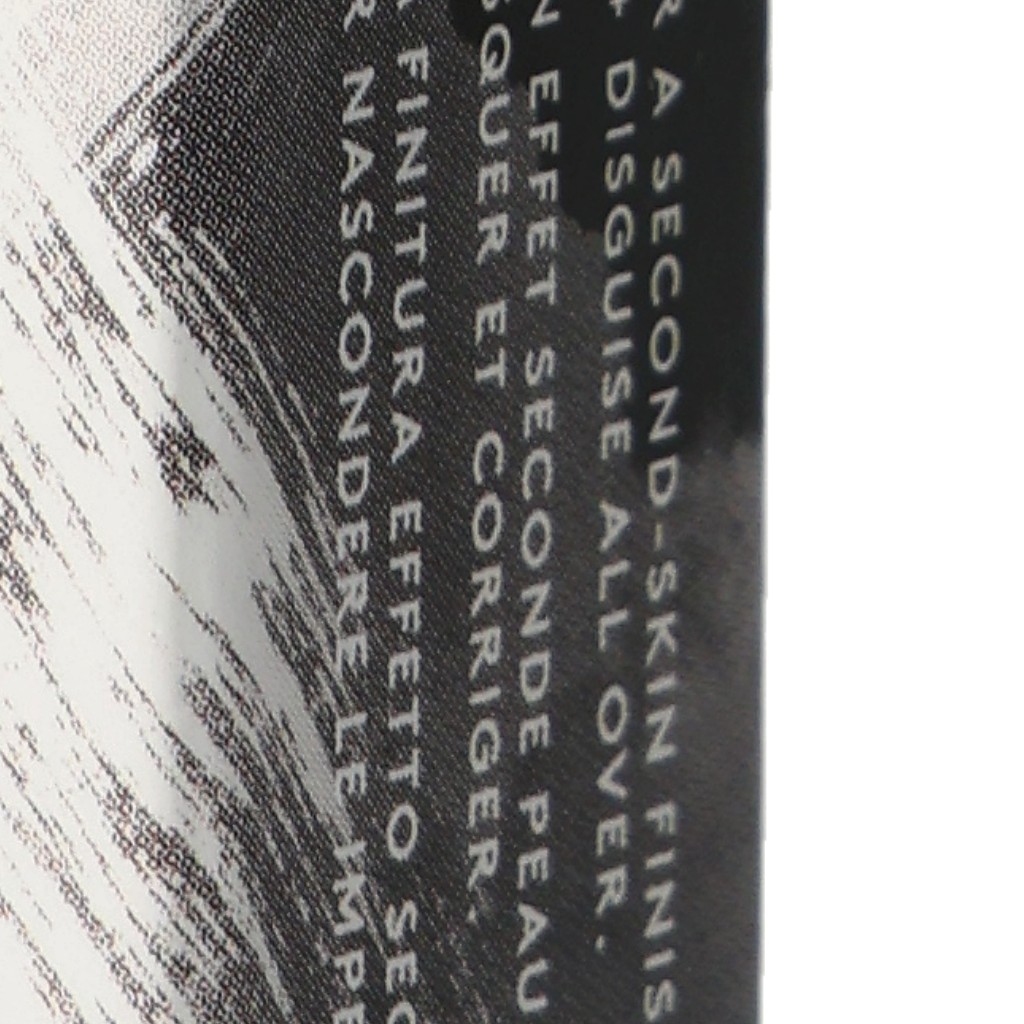 A SECOND-SKIN FINIS
+ DISGUISE ALL OVER.
EFFET SECONDE PEAU
SQUER ET CORRIGER.
FINITURA EFFETTO SEC
NASCONDERE LE IMPE